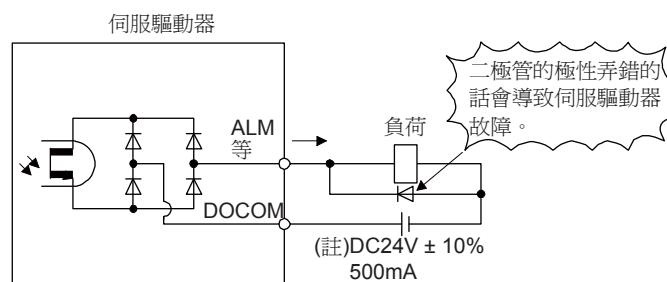 伺服驅動器
二極管的極性弄錯的
話會導致伺服驅動器
故障。
ALM
等
負荷
DOCOM
(註)DC24V ± 10%
500mA